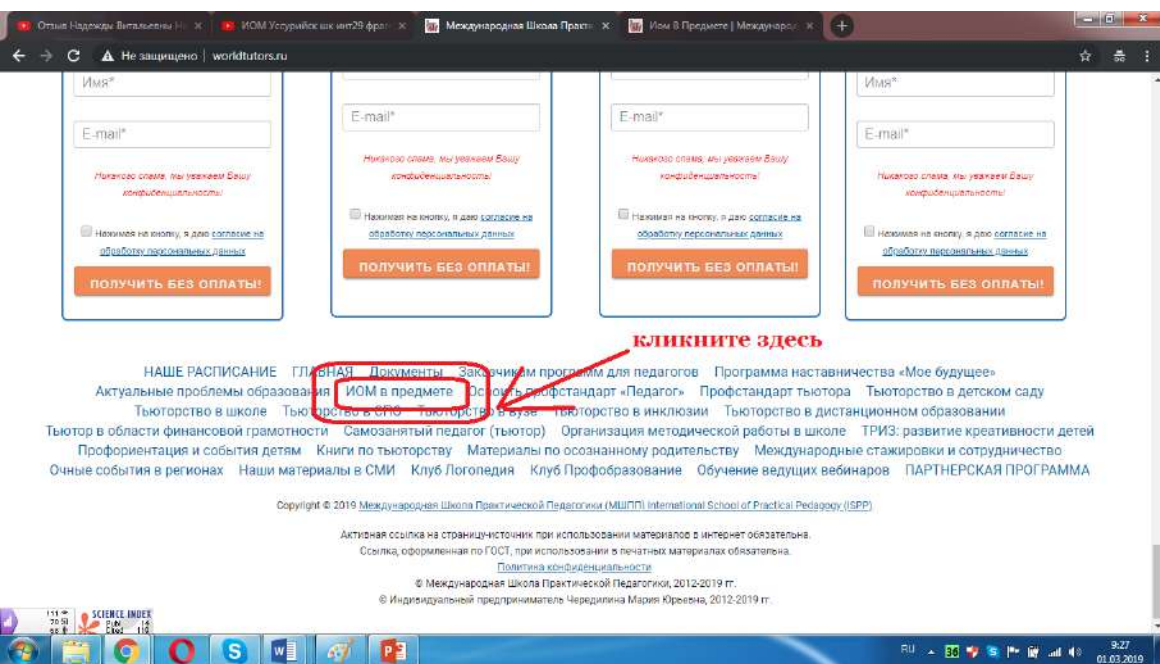 Отзыв Надежды Витальевны Не
ИОМ Уссурийск шк инт29 фраг
Международная Школа Практи
Иом В Предмете | Международ
Не защищено | worldtutors.ru
Имя*
Имя*
E-mail*
E-mail*
E-mail*
E-mail*
Никакого спама, мы уважаем Вашу
конфиденциальность!
Никакого спама, мы уважаем Вашу
конфиденциальность!
Никакого спама, мы уважаем Вашу
конфиденциальность!
Никакого спама, мы уважаем Вашу
конфиденциальность!
Нажимая на кнопку, я даю согласие на
обработку персональных данных
Нажимая на кнопку, я даю согласие на
обработку персональных данных
Нажимая на кнопку, я даю согласие на
обработку персональных данных
Нажимая на кнопку, я даю согласие на
обработку персональных данных
ПОЛУЧИТЬ БЕЗ ОПЛАТЫ!
ПОЛУЧИТЬ БЕЗ ОПЛАТЫ!
ПОЛУЧИТЬ БЕЗ ОПЛАТЫ!
ПОЛУЧИТЬ БЕЗ ОПЛАТЫ!
кликните здесь
НАШЕ РАСПИСАНИЕ ГЛАВНАЯ Документы Заказчикам программ для педагогов Программа наставничества «Мое будущее»
Актуальные проблемы образования ИОМ в предмете Освоить профстандарт «Педагог» Профстандарт тьютора Тьюторство в детском саду
Тьюторство в школе Тьюторство в СПО Тьюторство в вузе Тьюторство в инклюзии Тьюторство в дистанционном образовании
Тьютор в области финансовой грамотности Самозанятый педагог (тьютор) Организация методической работы в школе ТРИЗ: развитие креативности детей
Профориентация и события детям Книги по тьюторству Материалы по осознанному родительству Международные стажировки и сотрудничество
Очные события в регионах Наши материалы в СМИ Клуб Логопедия Клуб Профобразование Обучение ведущих вебинаров ПАРТНЕРСКАЯ ПРОГРАММА
Copyright © 2019 Международная Школа Практической Педагогики (МШПП) International School of Practical Pedagogy (ISPP)
Активная ссылка на страницу-источник при использовании материалов в интернет обязательна.
Ссылка, оформленная по ГОСТ, при использовании в печатных материалах обязательна.
Политика конфиденциальности
© Международная Школа Практической Педагогики, 2012-2019 гг.
© Индивидуальный предприниматель Чередилина Мария Юрьевна, 2012-2019 гг.
SCIENCE INDEX
RU
36
9:27
01.03.2019